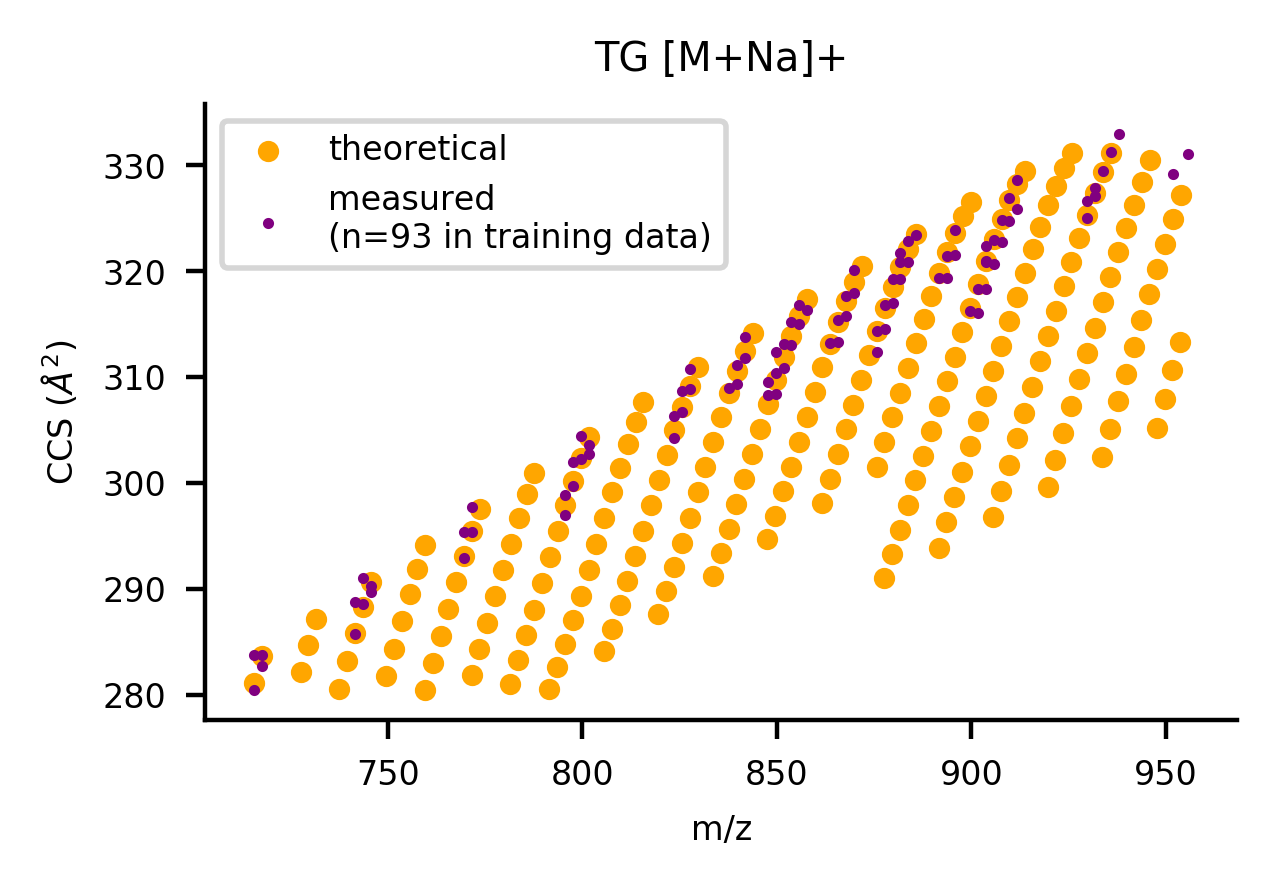 TG [M+Na]+
theoretical
measured
(n=93 in training data)
CCS (Å²)
330
320
310
300
290
280
750
800
850
900
950
m/z